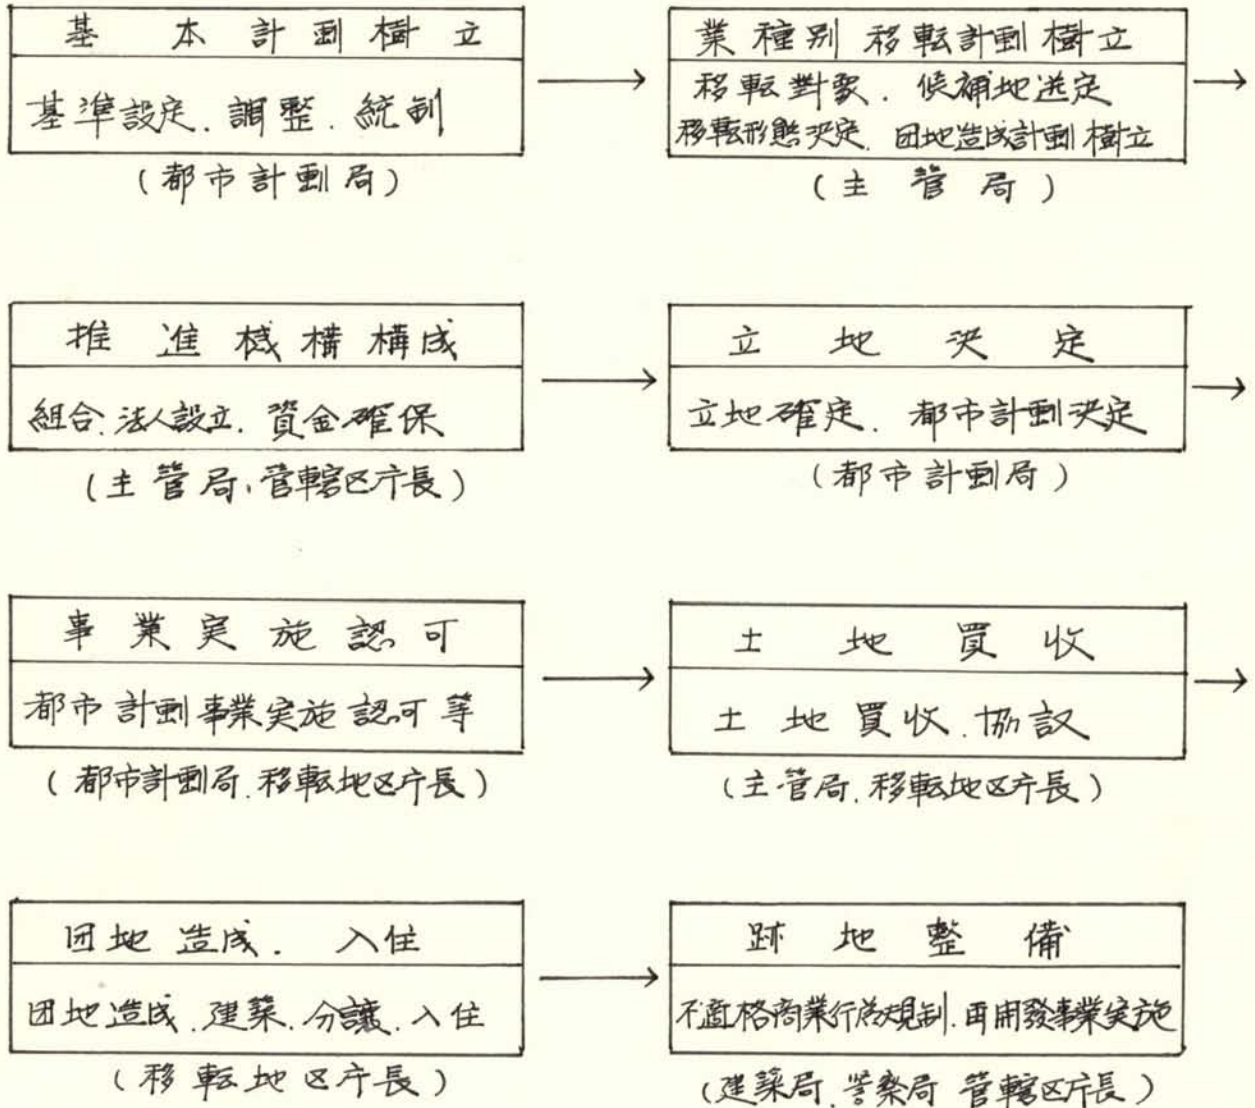 基本計劃樹立
基準設定. 調整. 統制
(都市計劃局)
業種別 移転計劃樹立
移転對象. 候補地送定
移転形態決定. 団地造成計劃樹立
(主管局)
推進機構構成
組合. 法人設立. 資金確保
(主管局, 管轄区庁長)
立地決定
立地確定. 都市計劃決定
(都市計劃局)
事業実施認可
都市計劃事業実施認可等
(都市計劃局. 移転地区庁長)
土地買收
土地買收. 協議
(主管局. 移転地区庁長)
団地造成. 入住
団地造成. 建築. 分讓. 入住
(移転地区庁長)
跡地整備
不適格商業行為規制. 再開發事業実施
(建築局. 警察局 管轄区庁長)